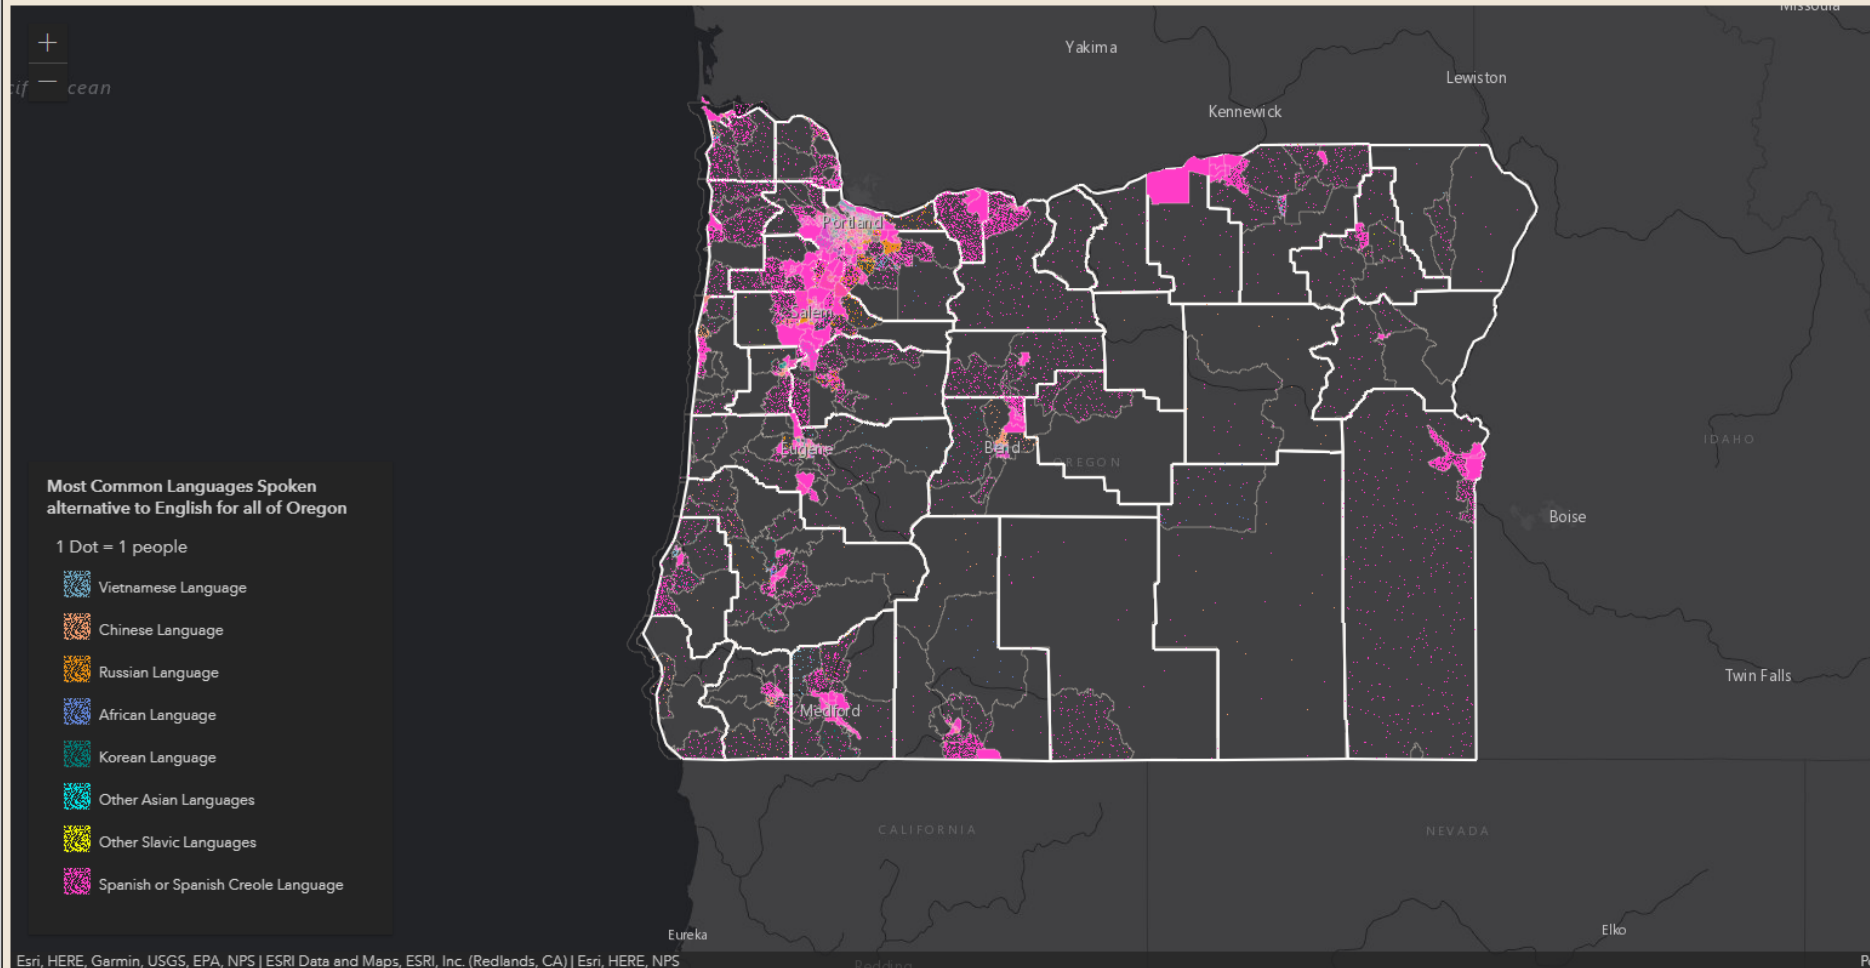 Missoula
Yakima
Lewiston
Kennewick
cif
cean
Portland
Salem
IDAHO
Eugene
Bend
OREGON
Boise
Most Common Languages Spoken
alternative to English for all of Oregon
1 Dot = 1 people
Vietnamese Language
Chinese Language
Russian Language
African Language
Korean Language
Other Asian Languages
Other Slavic Languages
Spanish or Spanish Creole Language
Twin Falls
Medford
CALIFORNIA
NEVADA
Eureka
Elko
Redding
Esri, HERE, Garmin, USGS, EPA, NPS | ESRI Data and Maps, ESRI, Inc. (Redlands, CA) | Esri, HERE, NPS